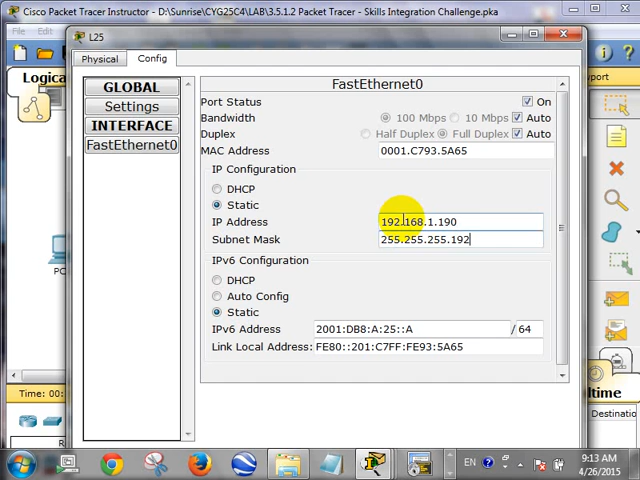 Cisco Packet Tracer Instructor - D:\Sunrise\CYG25C4\LAB\3.5.1.2 Packet Tracer - Skills Integration Challenge.pka
File
L25
Physical
Config
Logical
GLOBAL
Settings
INTERFACE
FastEthernet0
FastEthernet0
Port Status
On
Bandwidth
100 Mbps
10 Mbps
Auto
Duplex
Half Duplex
Full Duplex
Auto
MAC Address
0001.C793.5A65
IP Configuration
DHCP
Static
IP Address
192.168.1.190
Subnet Mask
255.255.255.192
IPv6 Configuration
DHCP
Auto Config
Static
IPv6 Address
2001:DB8:A:25::A
/ 64
Link Local Address:
FE80::201:C7FF:FE93:5A65
Time: 00:
EN
9:13 AM
4/26/2015